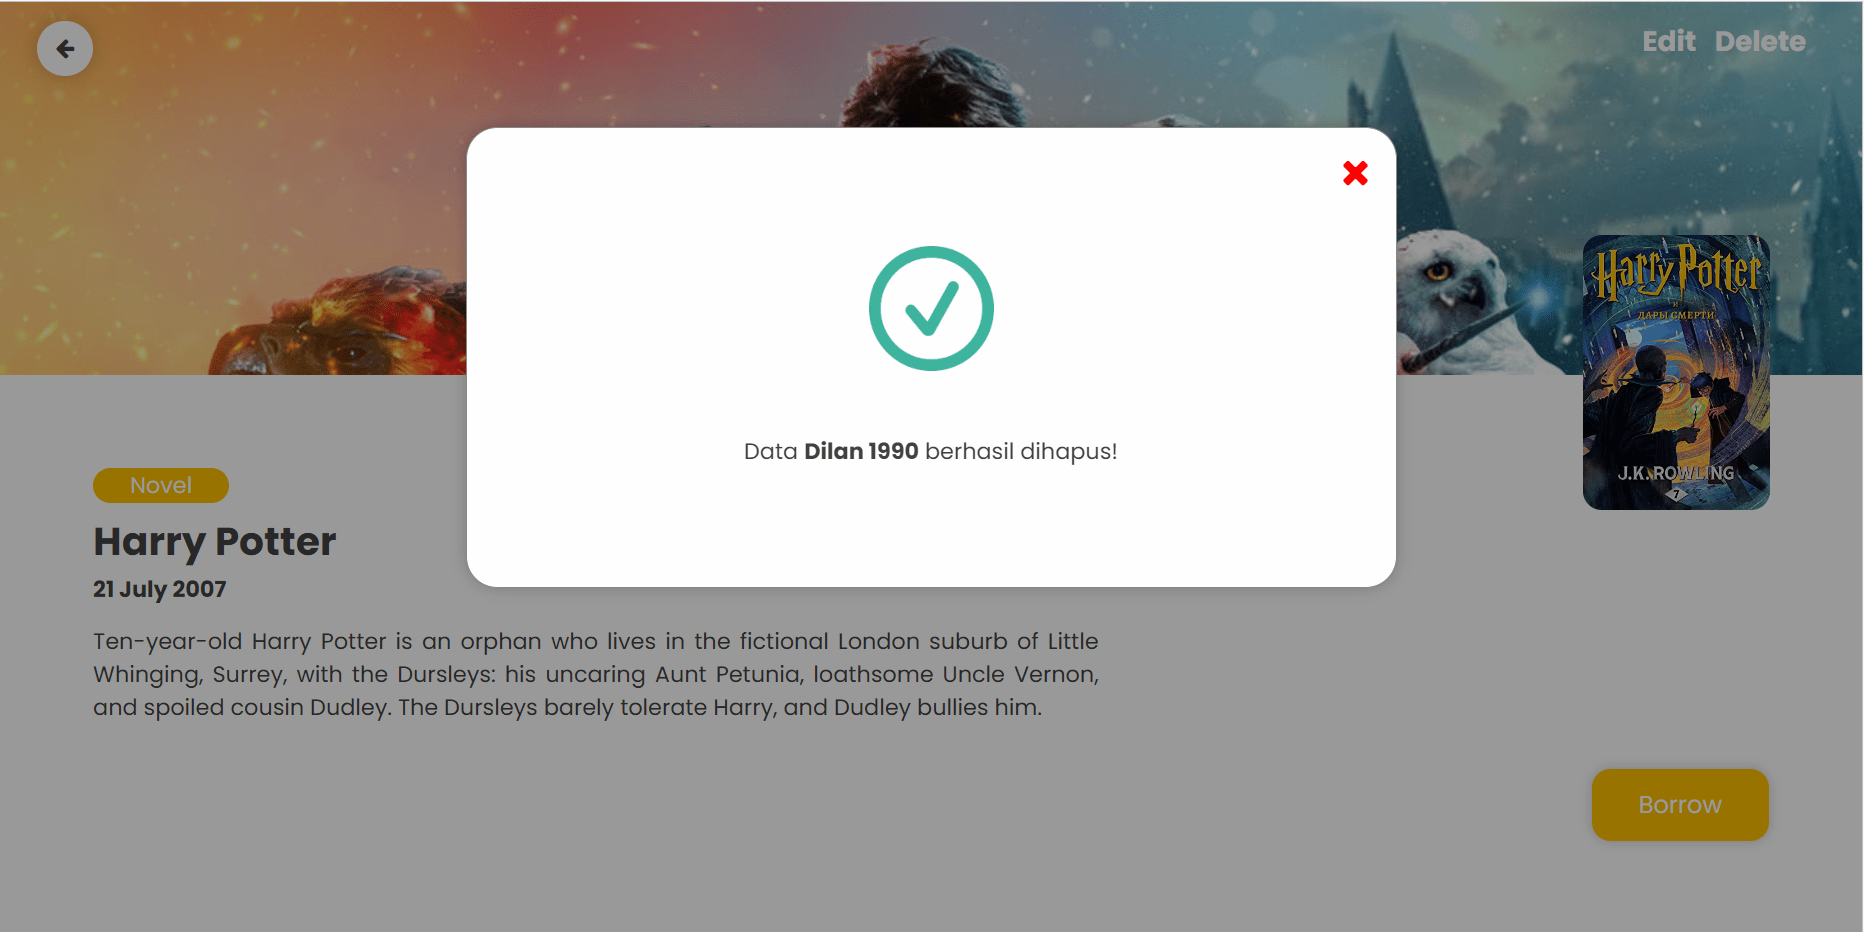 Edit Delete
Data Dilan 1990 berhasil dihapus!
Harry Potter
и
ДАРЫ СМЕРТИ
J.K. ROWLING
7
Novel
Harry Potter
21 July 2007
Ten-year-old Harry Potter is an orphan who lives in the fictional London suburb of Little
Whinging, Surrey, with the Dursleys: his uncaring Aunt Petunia, loathsome Uncle Vernon,
and spoiled cousin Dudley. The Dursleys barely tolerate Harry, and Dudley bullies him.
Borrow